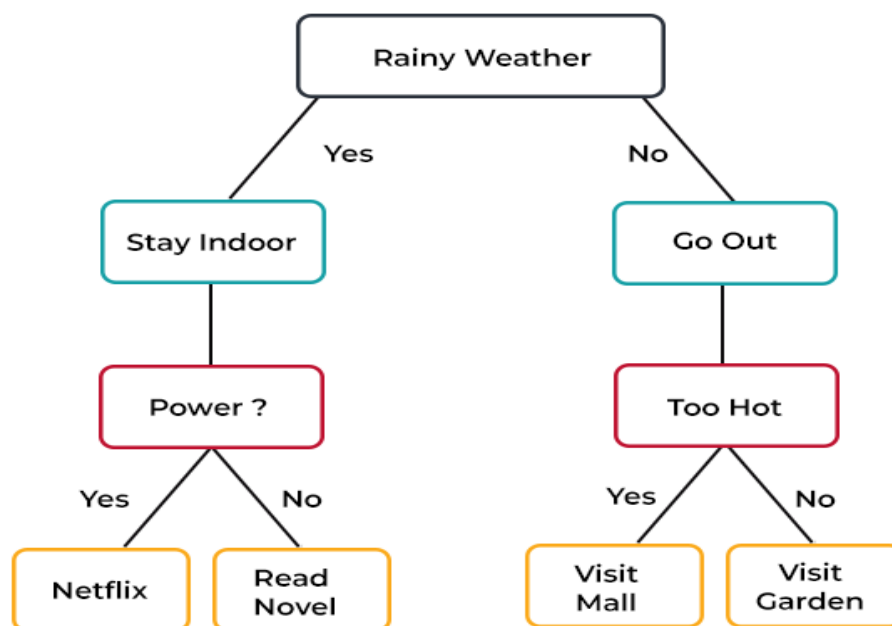 Rainy Weather
Yes
No
Stay Indoor
Go Out
Power ?
Too Hot
Yes
No
Yes
No
Netflix
Read
Novel
Visit
Mall
Visit
Garden